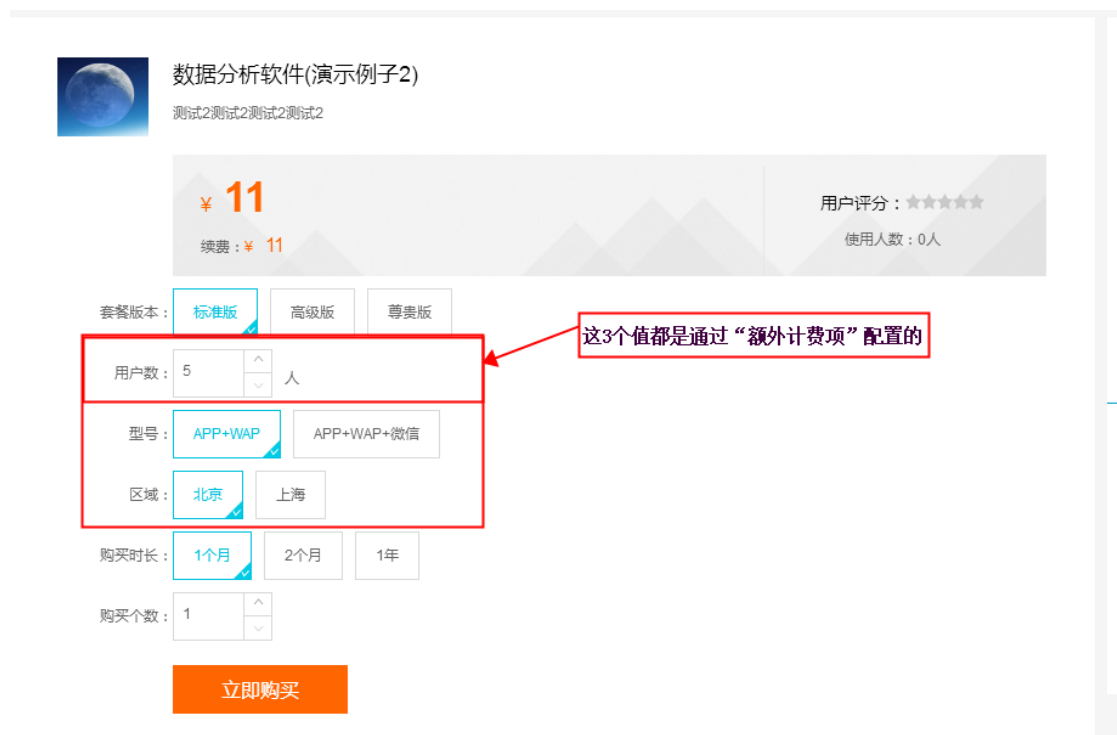 数据分析软件(演示例子2)
测试2测试2测试2测试2
¥ 11
续费：¥ 11
用户评分：
使用人数：0人
套餐版本： 标准版 高级版 尊贵版
这3个值都是通过“额外计费项”配置的
用户数： 5 人
型号： APP+WAP APP+WAP+微信
区域： 北京 上海
购买时长： 1个月 2个月 1年
购买个数： 1
立即购买